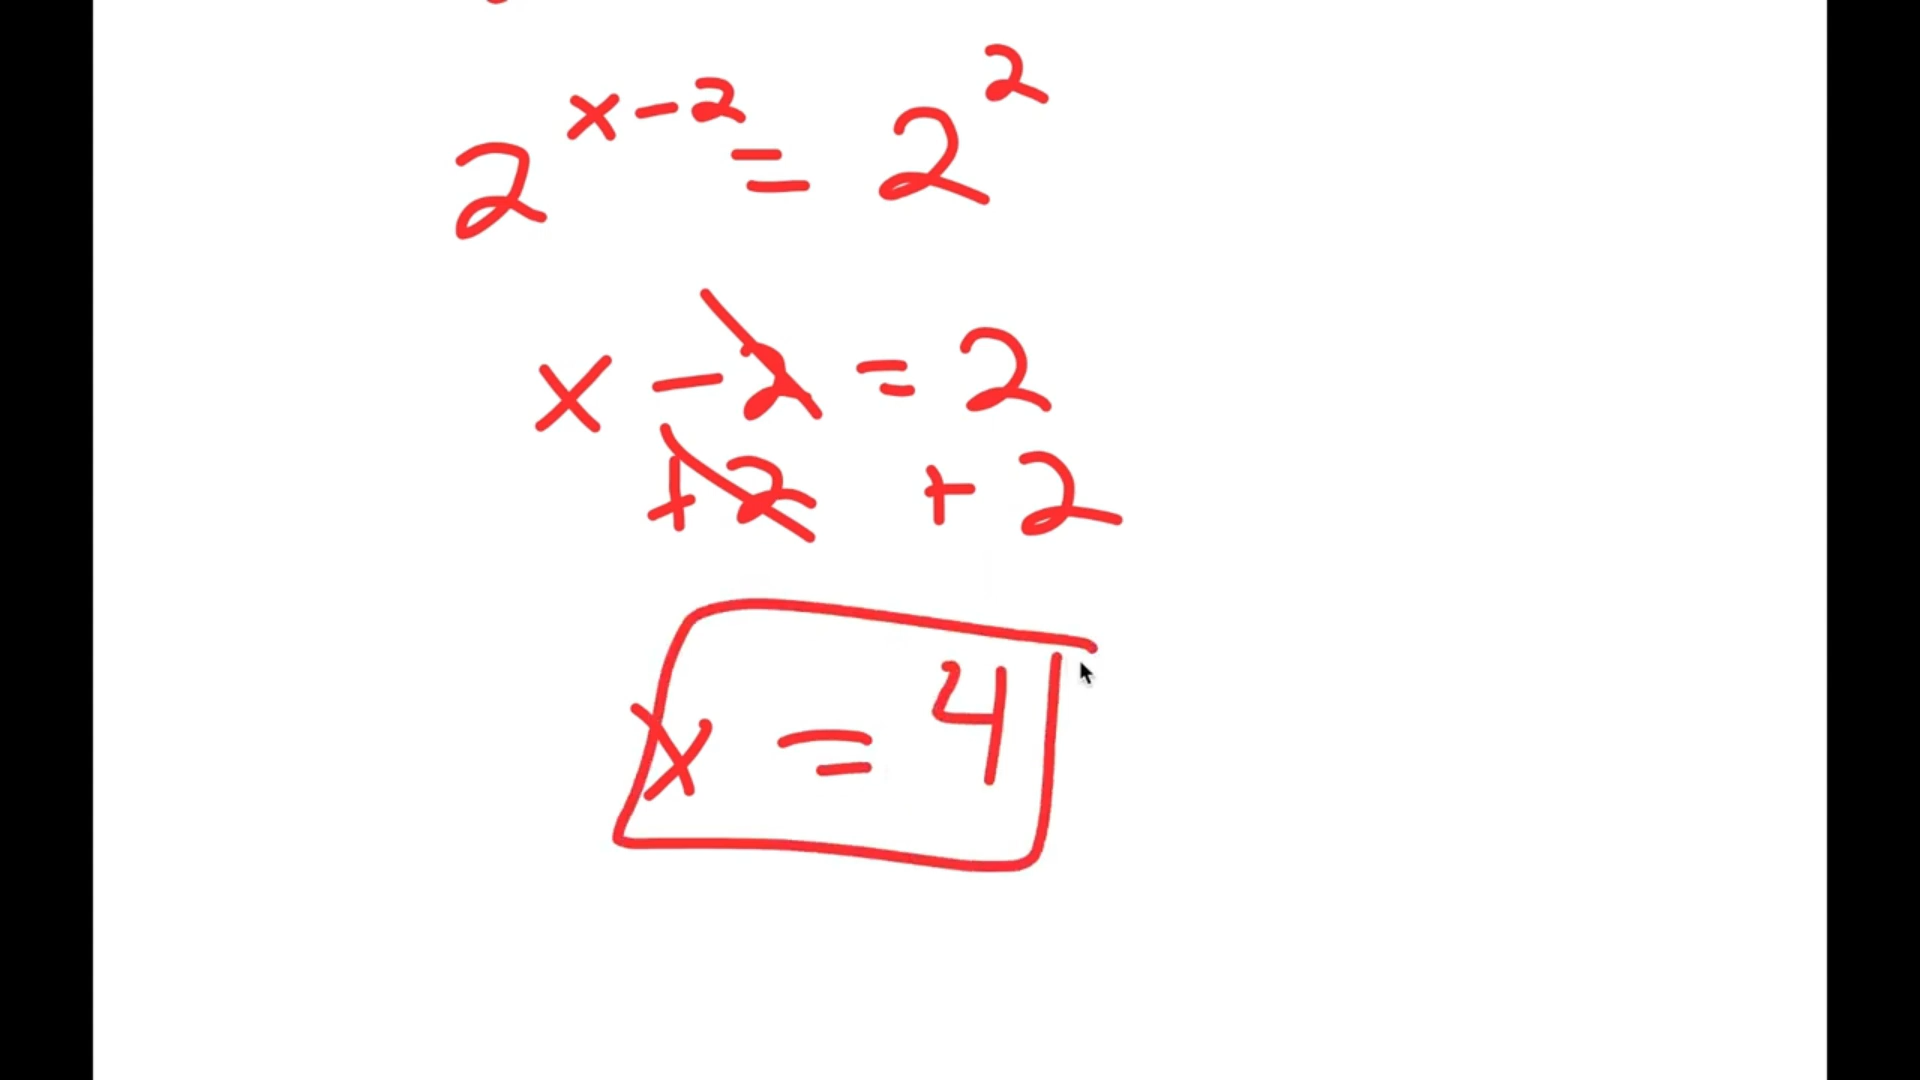 2^{x-2} = 2^2
x - 2 = 2
+2 +2
x = 4